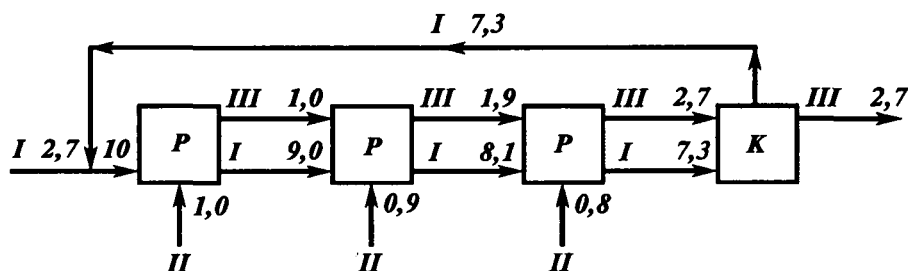 I 7,3
III 1,0 III 1,9 III 2,7 III 2,7
P P P K
I 2,7 10 I 9,0 I 8,1 I 7,3
1,0 0,9 0,8
II II II